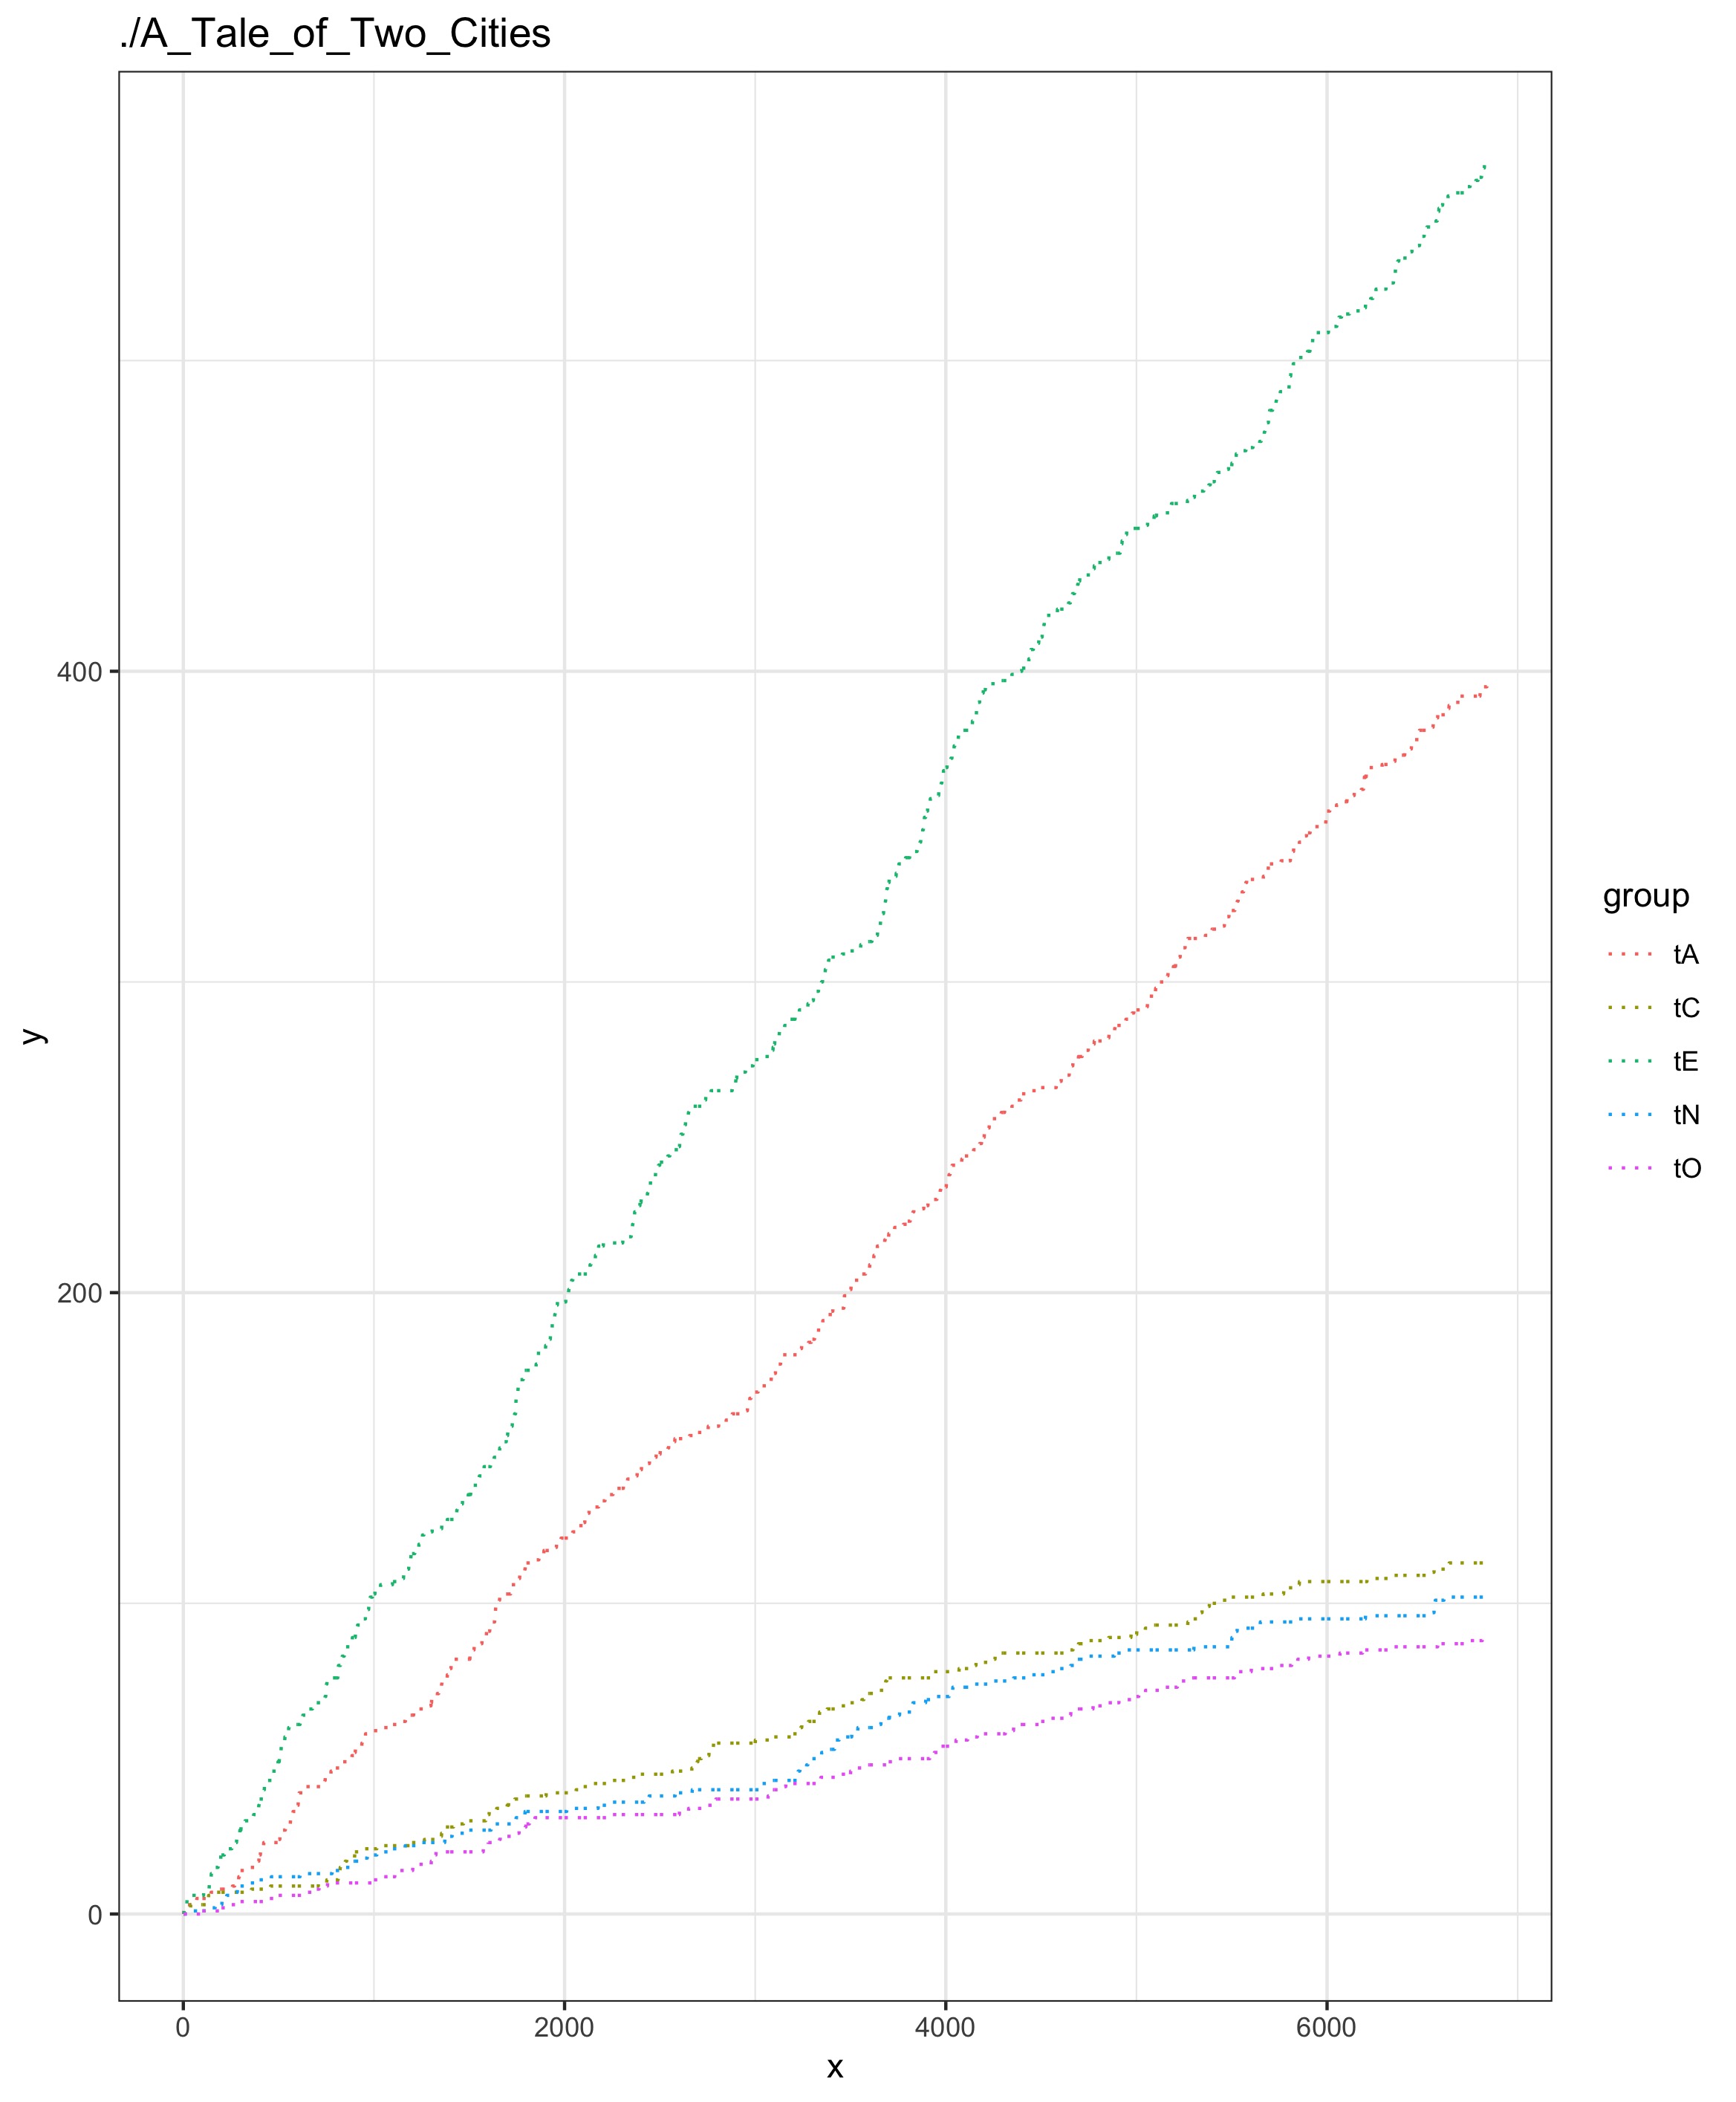 ./A_Tale_of_Two_Cities
400
200
0
y
0 2000 4000 6000
x
group
tA
tC
tE
tN
tO